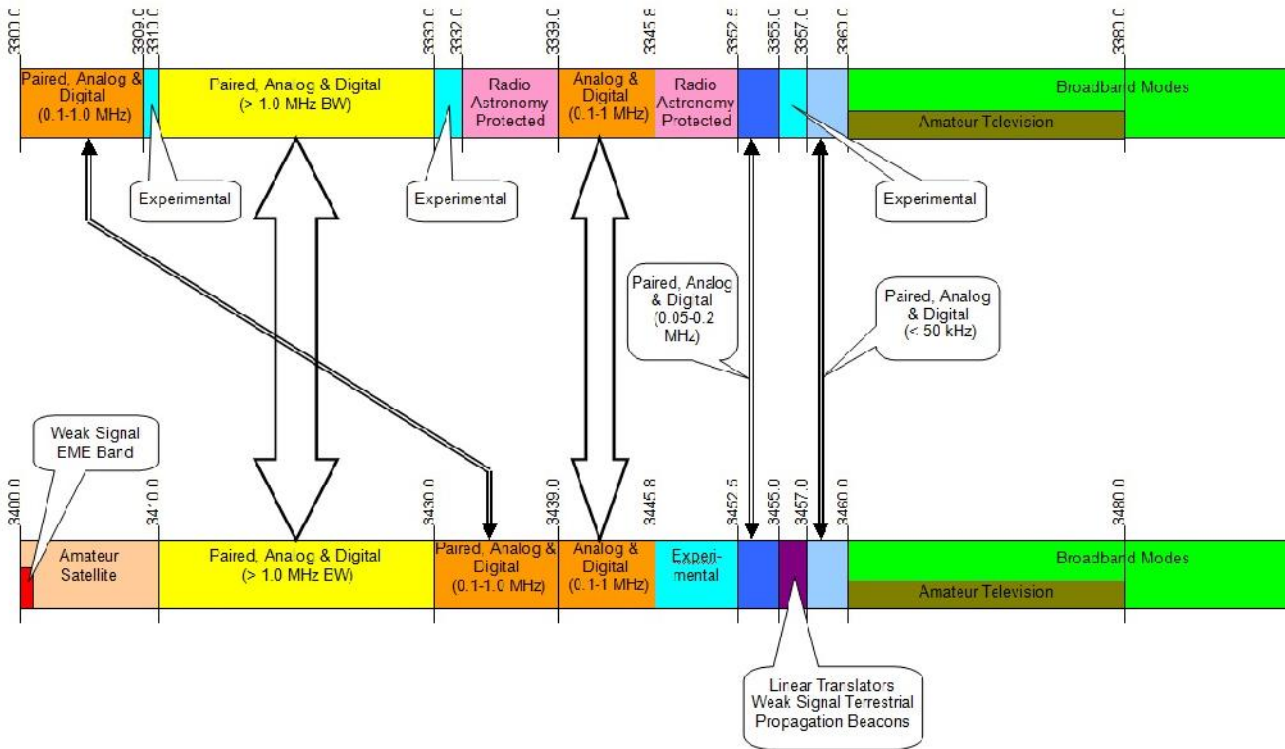 3300.0
3309.0
3310.0
3330.0
3332.0
3339.0
3345.8
3352.5
3355.0
3357.0
3360.0
3380.0
Paired, Analog &
Digital
(0.1-1.0 MHz)
Paired, Analog & Digital
(> 1.0 MHz BW)
Radio
Astronomy
Protected
Analog &
Digital
(0.1-1 MHz)
Radio
Astronomy
Protected
Broadband Modes
Amateur Television
Experimental
Experimental
Experimental
Paired, Analog
& Digital
(0.05-0.2
MHz)
Paired, Analog
& Digital
(< 50 kHz)
Weak Signal
EME Band
3400.0
3410.0
3430.0
3439.0
3445.8
3452.5
3455.0
3457.0
3460.0
3480.0
Amateur
Satellite
Paired, Analog & Digital
(> 1.0 MHz BW)
Paired, Analog &
Digital
(0.1-1.0 MHz)
Analog &
Digital
(0.1-1 MHz)
Experi-
mental
Broadband Modes
Amateur Television
Linear Translators
Weak Signal Terrestrial
Propagation Beacons